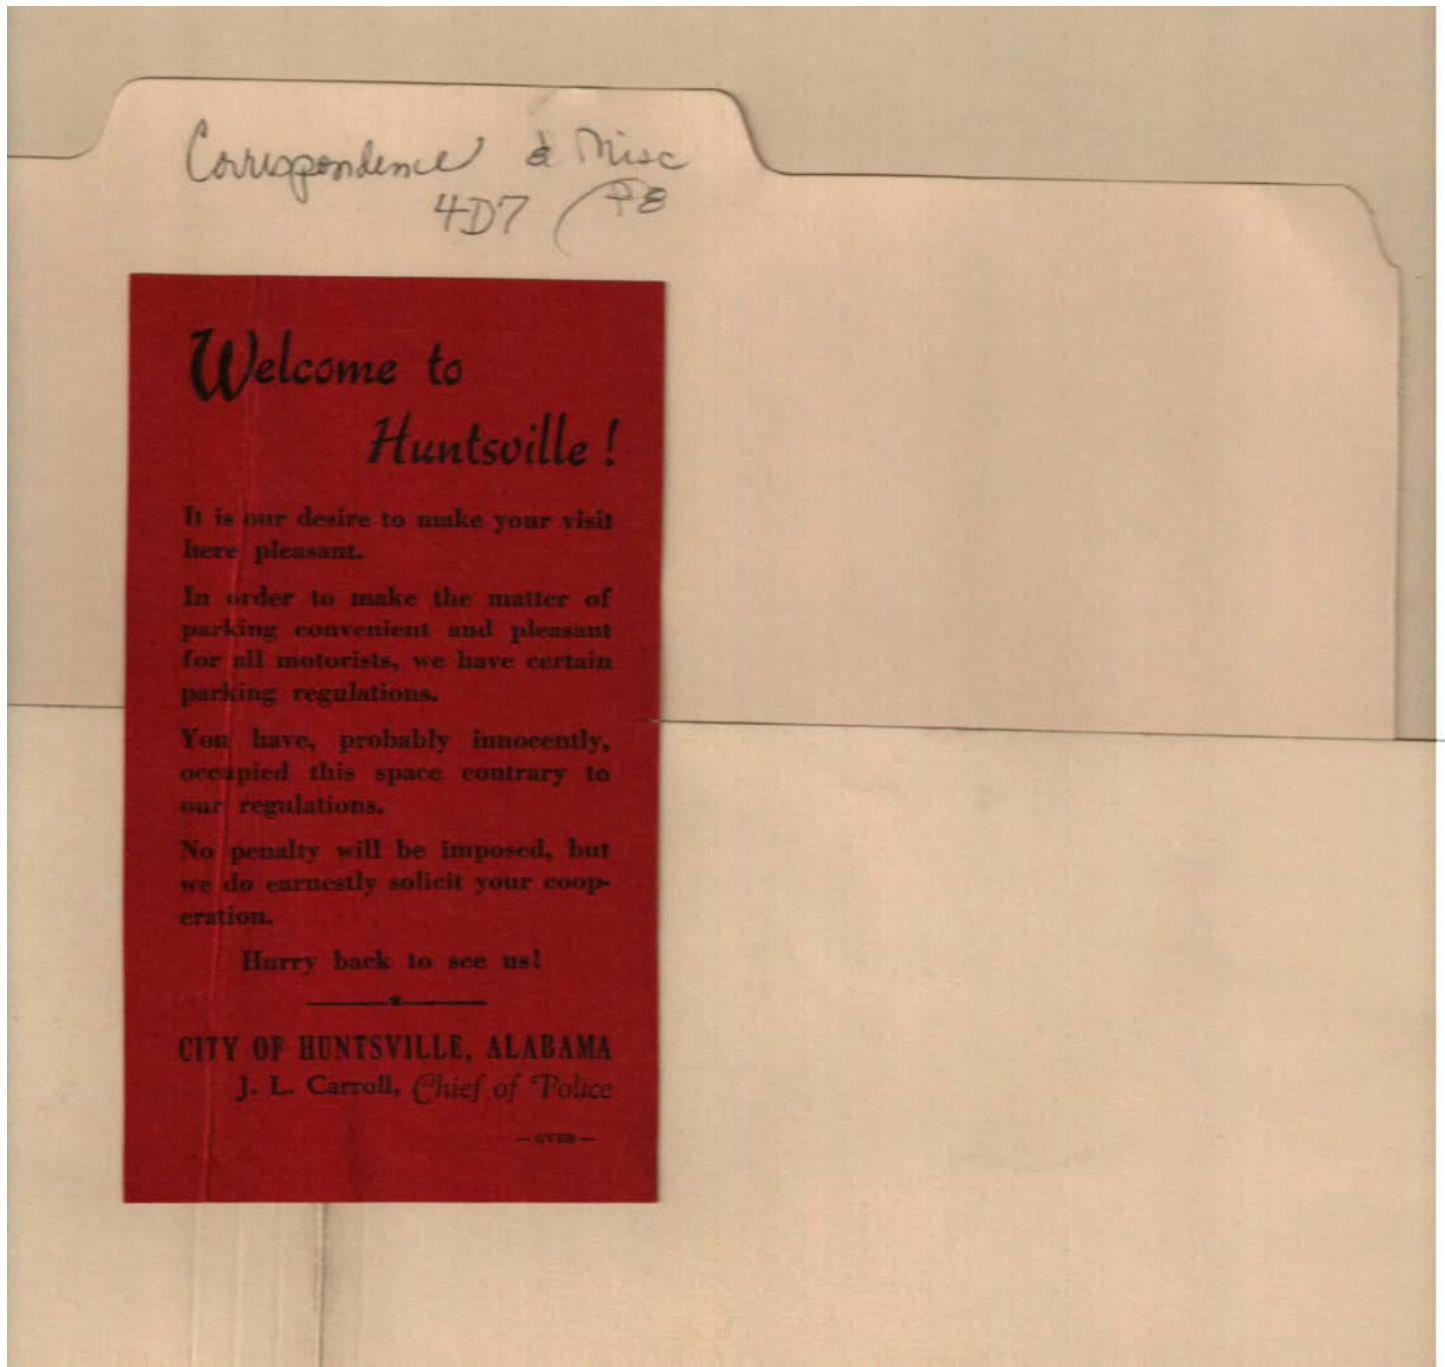 Correspondence & Misc
4D7 ( P8
Welcome to
Huntsville !
It is our desire to make your visit
here pleasant.
In order to make the matter of
parking convenient and pleasant
for all motorists, we have certain
parking regulations.
You have, probably innocently,
occupied this space contrary to
our regulations.
No penalty will be imposed, but
we do earnestly solicit your coop-
eration.
Hurry back to see us!
CITY OF HUNTSVILLE, ALABAMA
J. L. Carroll, Chief of Police
— OVER —